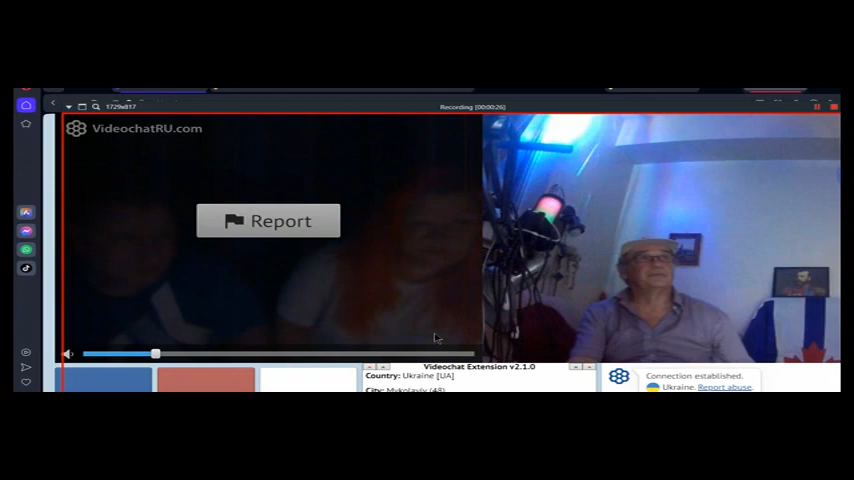 1729x817
Recording [00:00:26]
VideochatRU.com
Report
Videochat Extension v2.1.0
Country: Ukraine [UA]
City: Mykolayiv (48)
Connection established.
Ukraine. Report abuse.